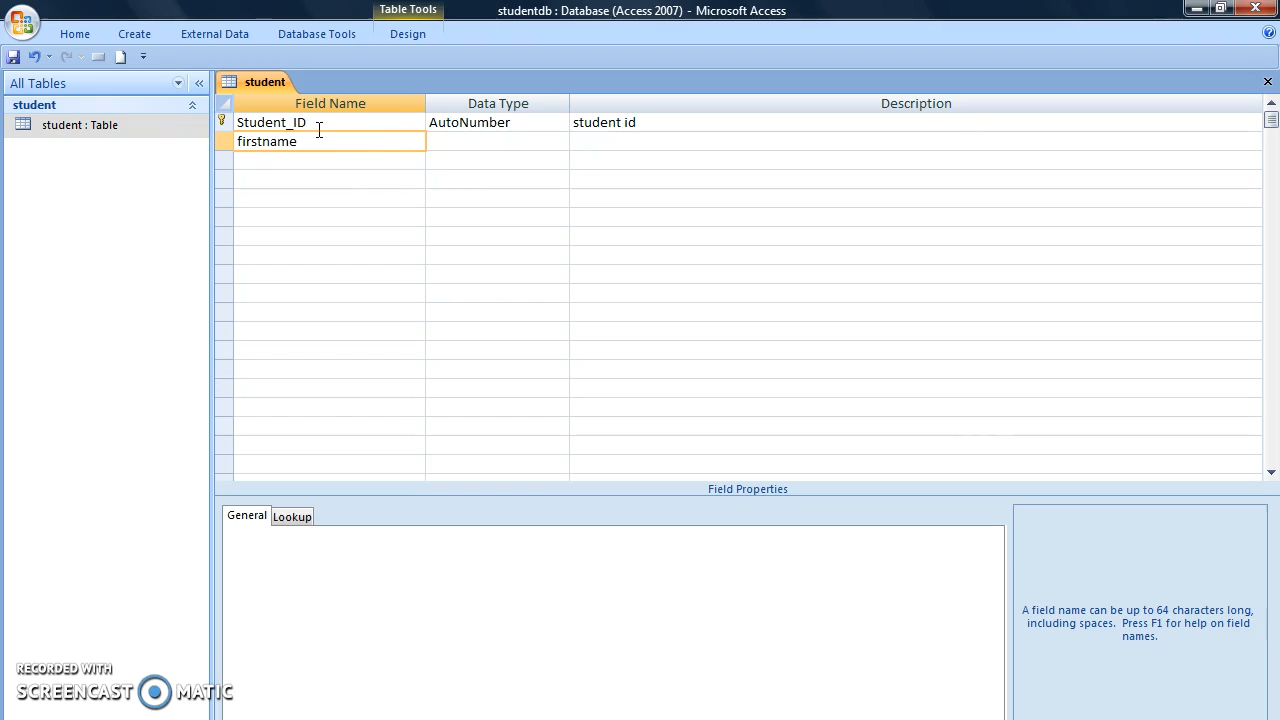 Table Tools
studentdb : Database (Access 2007) - Microsoft Access
Home Create External Data Database Tools Design
All Tables
student
Field Name Data Type Description
student
Student_ID AutoNumber student id
student : Table
firstname
Field Properties
General Lookup
A field name can be up to 64 characters long,
including spaces. Press F1 for help on field
names.
RECORDED WITH
SCREENCAST MATIC